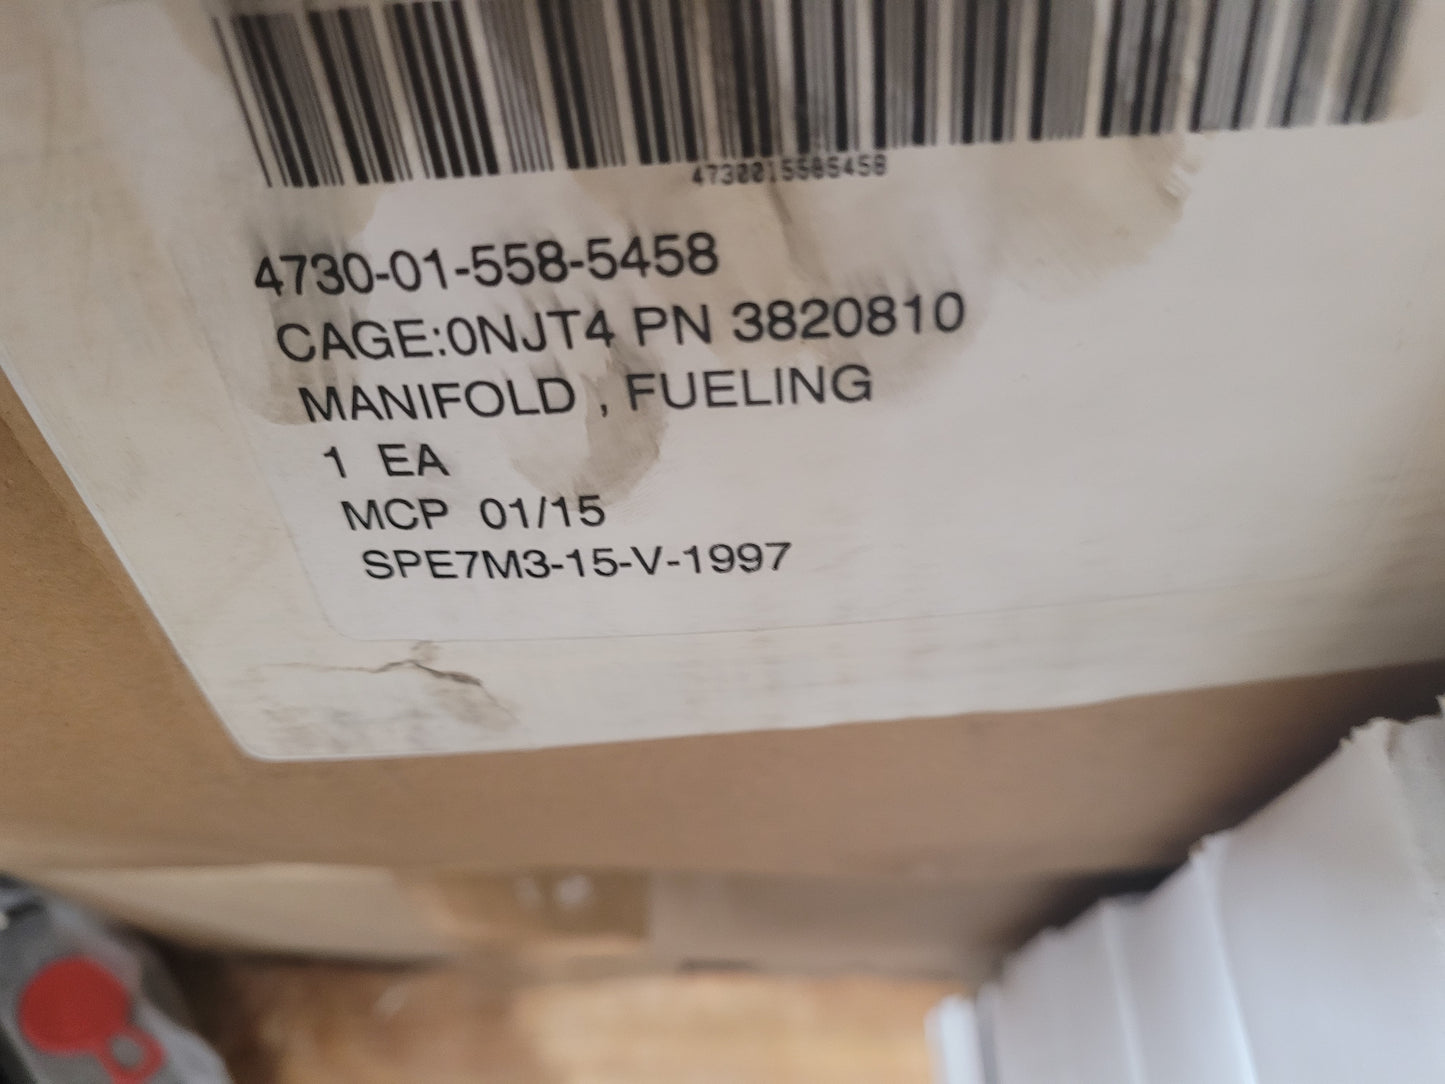 4730015585458
4730-01-558-5458
CAGE:0NJT4 PN 3820810
MANIFOLD , FUELING
1 EA
MCP 01/15
SPE7M3-15-V-1997